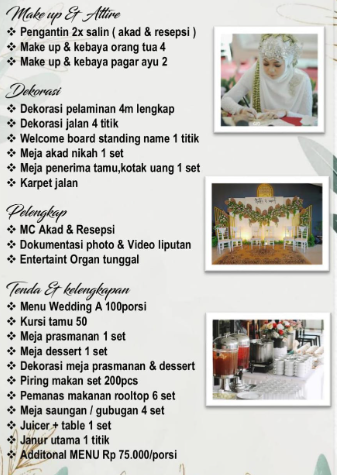 Make up & Attire
❖ Pengantin 2x salin ( akad & resepsi )
❖ Make up & kebaya orang tua 4
❖ Make up & kebaya pagar ayu 2
Dekorasi
❖ Dekorasi pelaminan 4m lengkap
❖ Dekorasi jalan 4 titik
❖ Welcome board standing name 1 titik
❖ Meja akad nikah 1 set
❖ Meja penerima tamu,kotak uang 1 set
❖ Karpet jalan
Pelengkap
❖ MC Akad & Resepsi
❖ Dokumentasi photo & Video liputan
❖ Entertaint Organ tunggal
Tenda & kelengkapan
❖ Menu Wedding A 100porsi
❖ Kursi tamu 50
❖ Meja prasmanan 1 set
❖ Meja dessert 1 set
❖ Dekorasi meja prasmanan & dessert
❖ Piring makan set 200pcs
❖ Pemanas makanan rooltop 6 set
❖ Meja saungan / gubugan 4 set
❖ Juicer + table 1 set
❖ Janur utama 1 titik
❖ Additonal MENU Rp 75.000/porsi